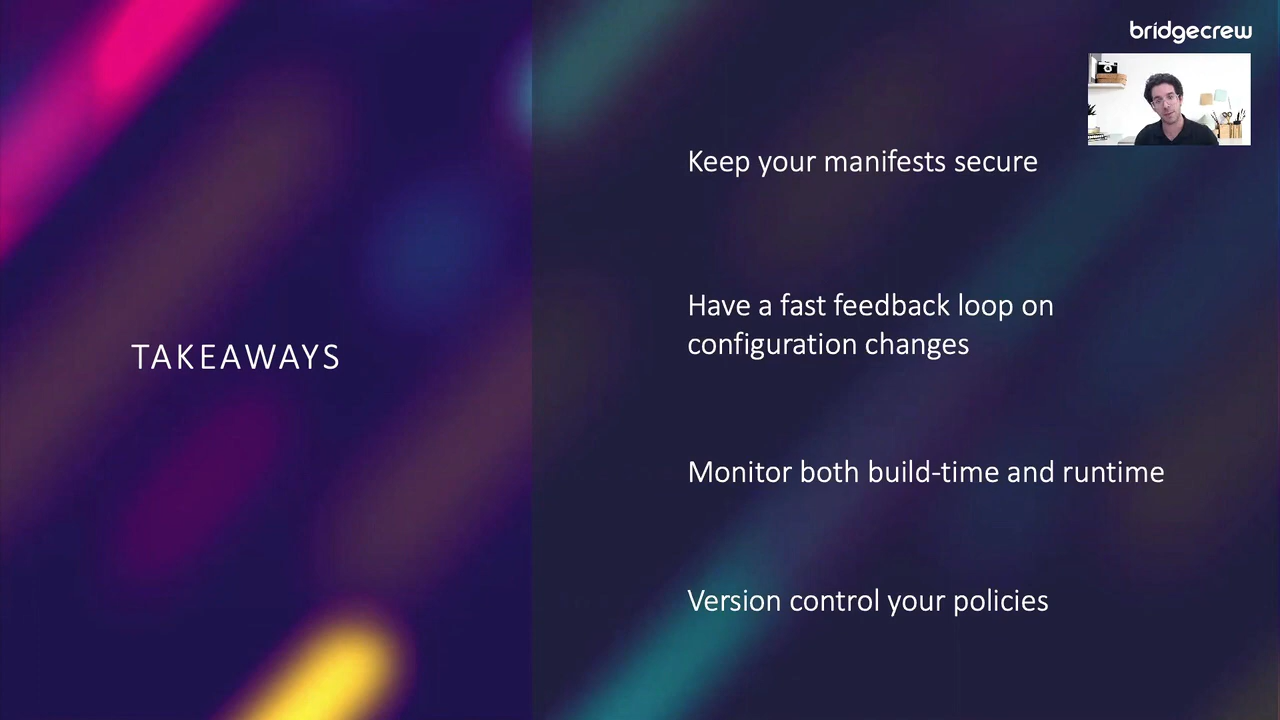 bridgecrew
TAKEAWAYS
Keep your manifests secure
Have a fast feedback loop on
configuration changes
Monitor both build-time and runtime
Version control your policies